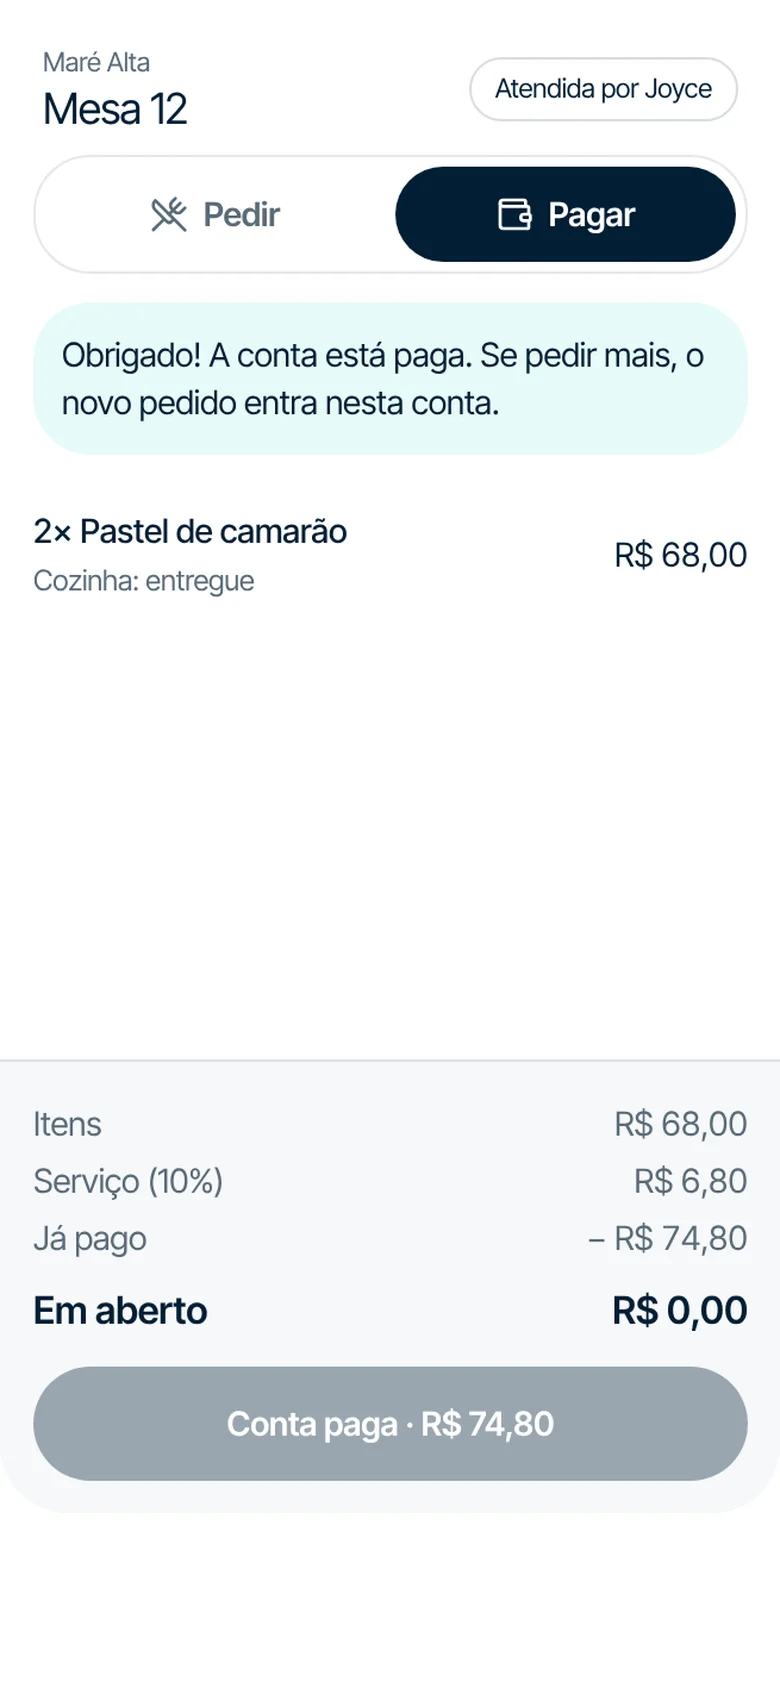 Maré Alta
Mesa 12
Atendida por Joyce
Pedir
Pagar
Obrigado! A conta está paga. Se pedir mais, o
novo pedido entra nesta conta.
2× Pastel de camarão
R$ 68,00
Cozinha: entregue
Itens R$ 68,00
Serviço (10%) R$ 6,80
Já pago – R$ 74,80
Em aberto R$ 0,00
Conta paga · R$ 74,80